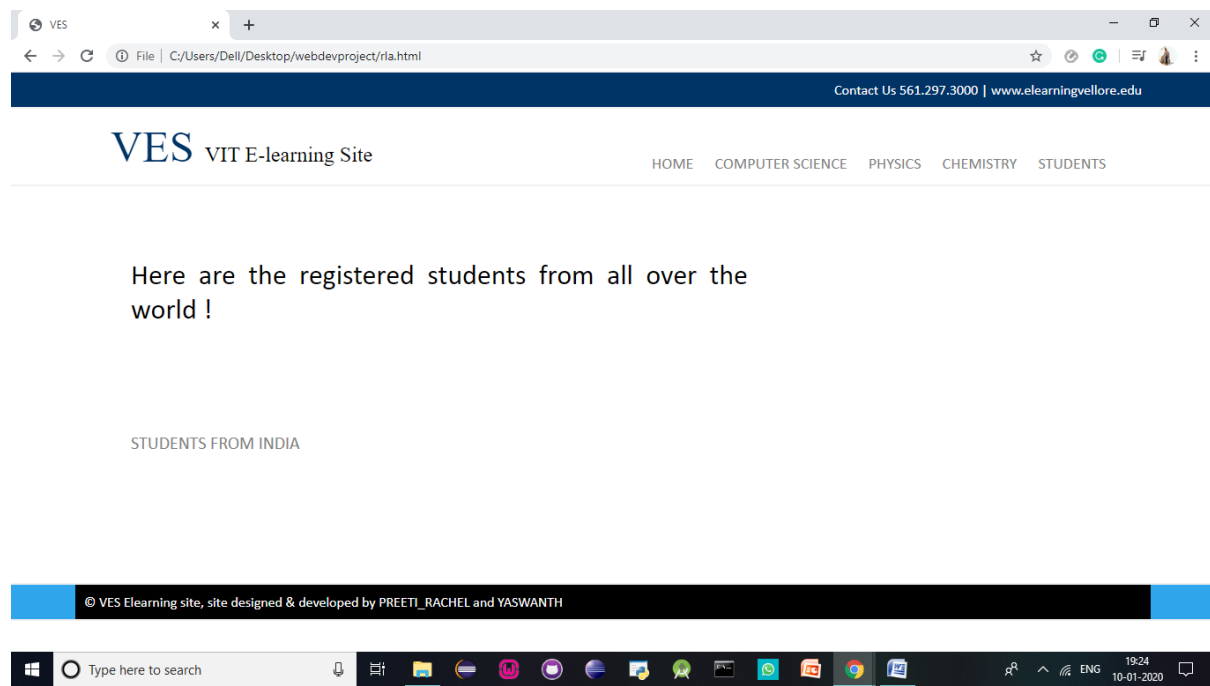 VES
File | C:/Users/Dell/Desktop/webdevproject/rla.html
Contact Us 561.297.3000 | www.elearningvellore.edu
VES VIT E-learning Site
HOME COMPUTER SCIENCE PHYSICS CHEMISTRY STUDENTS
Here are the registered students from all over the
world !
STUDENTS FROM INDIA
© VES Elearning site, site designed & developed by PREETI_RACHEL and YASWANTH
Type here to search
ENG
19:24
10-01-2020